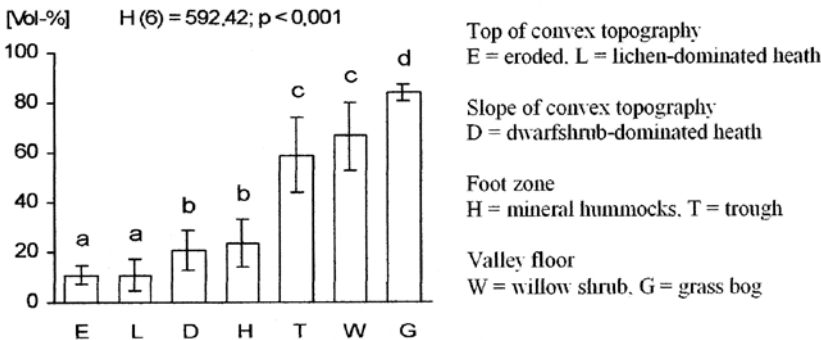 [Vol-%] H (6) = 592,42; p < 0,001
100
80
60
40
20
0
a a b b c c d
E L D H T W G
Top of convex topography
E = eroded. L = lichen-dominated heath
Slope of convex topography
D = dwarfshrub-dominated heath
Foot zone
H = mineral hummocks. T = trough
Valley floor
W = willow shrub. G = grass bog